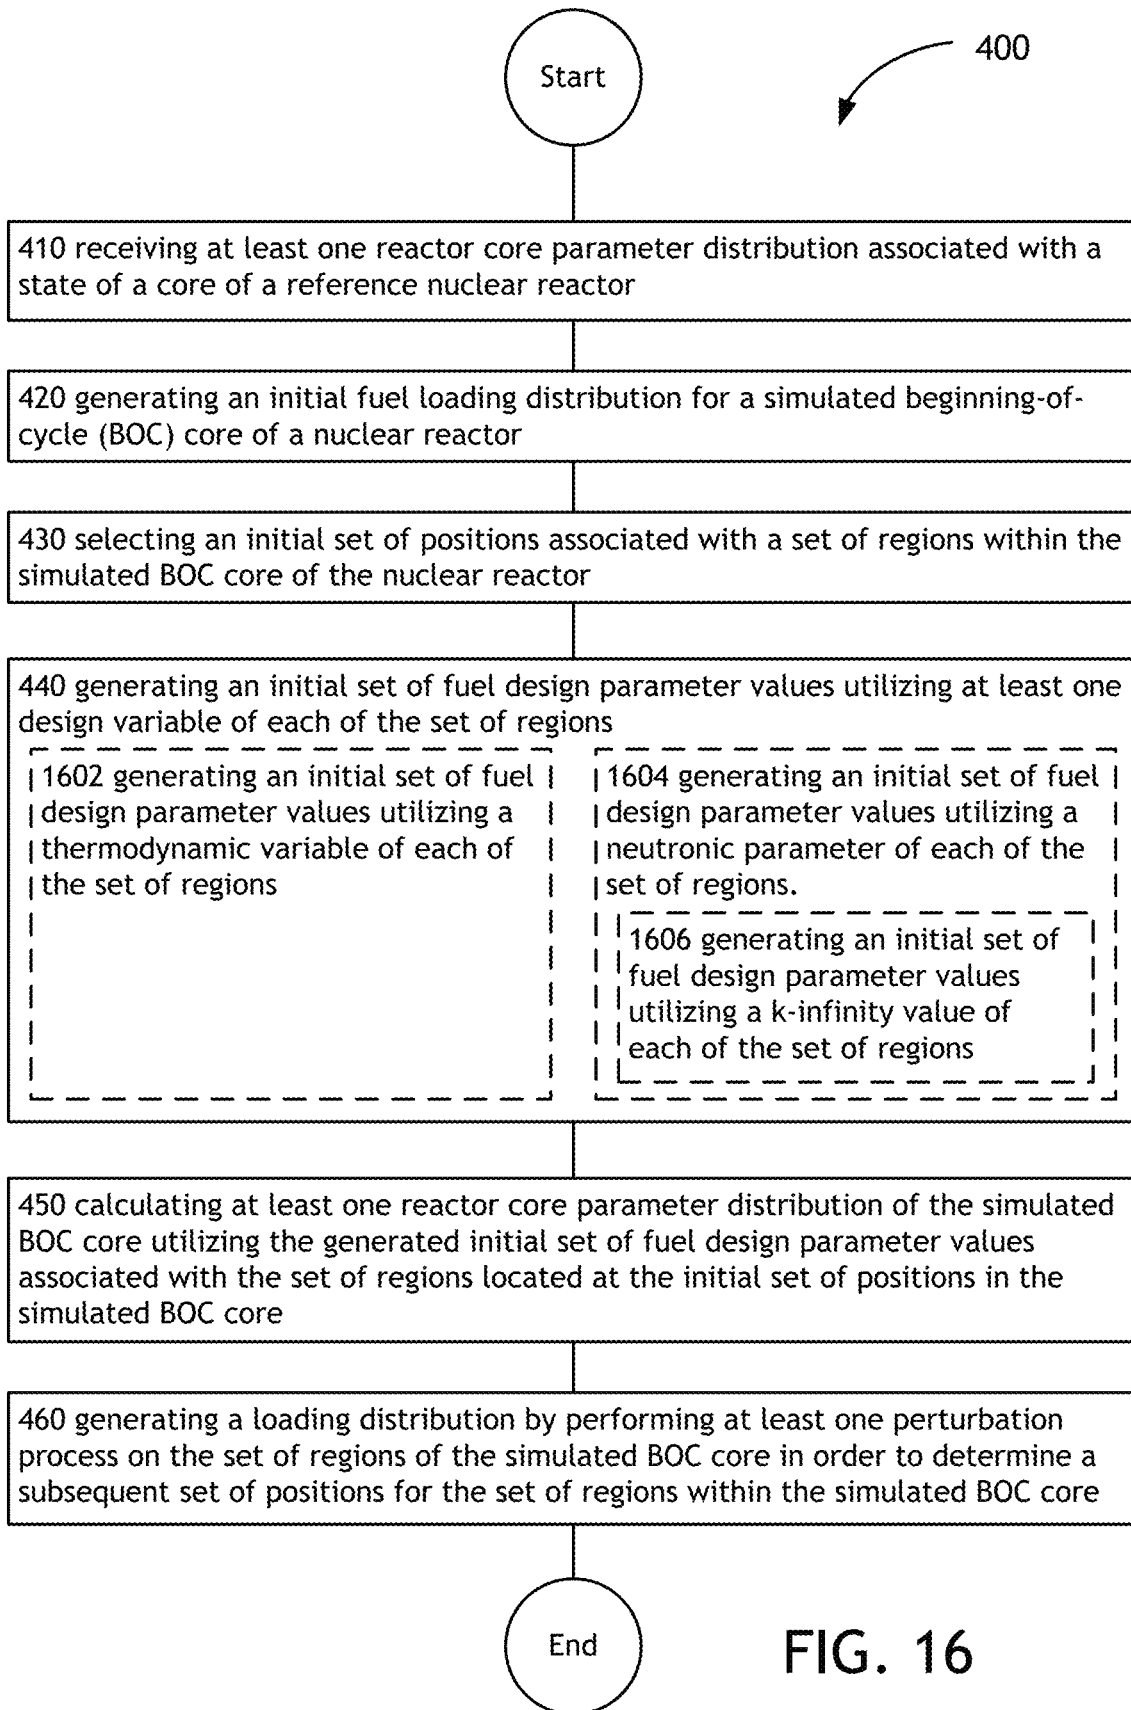 Start
400
410 receiving at least one reactor core parameter distribution associated with a
state of a core of a reference nuclear reactor
420 generating an initial fuel loading distribution for a simulated beginning-of-
cycle (BOC) core of a nuclear reactor
430 selecting an initial set of positions associated with a set of regions within the
simulated BOC core of the nuclear reactor
440 generating an initial set of fuel design parameter values utilizing at least one
design variable of each of the set of regions
1602 generating an initial set of fuel
design parameter values utilizing a
thermodynamic variable of each of
the set of regions
1604 generating an initial set of fuel
design parameter values utilizing a
neutronic parameter of each of the
set of regions.
1606 generating an initial set of
fuel design parameter values
utilizing a k-infinity value of
each of the set of regions
450 calculating at least one reactor core parameter distribution of the simulated
BOC core utilizing the generated initial set of fuel design parameter values
associated with the set of regions located at the initial set of positions in the
simulated BOC core
460 generating a loading distribution by performing at least one perturbation
process on the set of regions of the simulated BOC core in order to determine a
subsequent set of positions for the set of regions within the simulated BOC core
End
FIG. 16